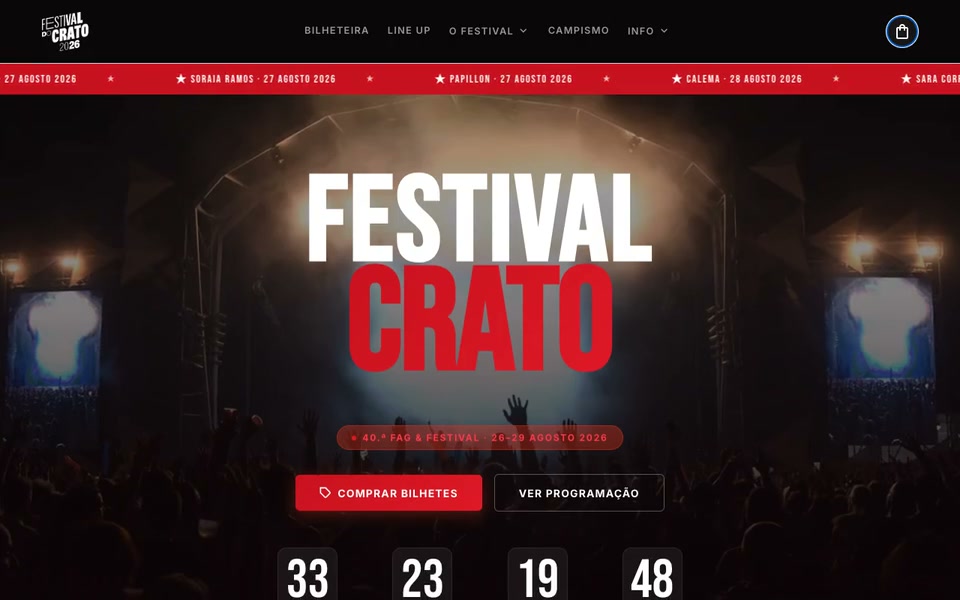 FESTIVAL
DO CRATO
2026
BILHETEIRA
LINE UP
O FESTIVAL
CAMPISMO
INFO
27 AGOSTO 2026 ★ ★ SORAIA RAMOS · 27 AGOSTO 2026 ★ ★ PAPILLON · 27 AGOSTO 2026 ★ ★ CALEMA · 28 AGOSTO 2026 ★ ★ SARA
FESTIVAL
CRATO
★ 40.ª FAG & FESTIVAL · 26–29 AGOSTO 2026
COMPRAR BILHETES
VER PROGRAMAÇÃO
33 23 19 48